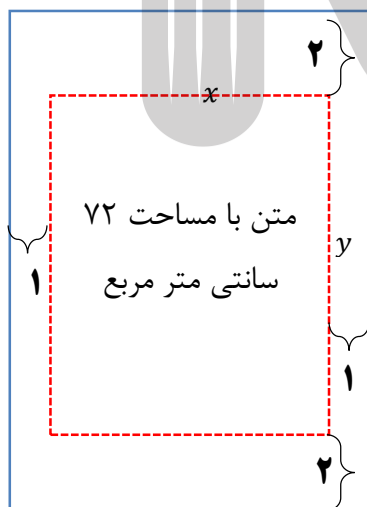 ۲
x
متن با مساحت ۷۲
سانتی متر مربع
y
۱
۱
۲